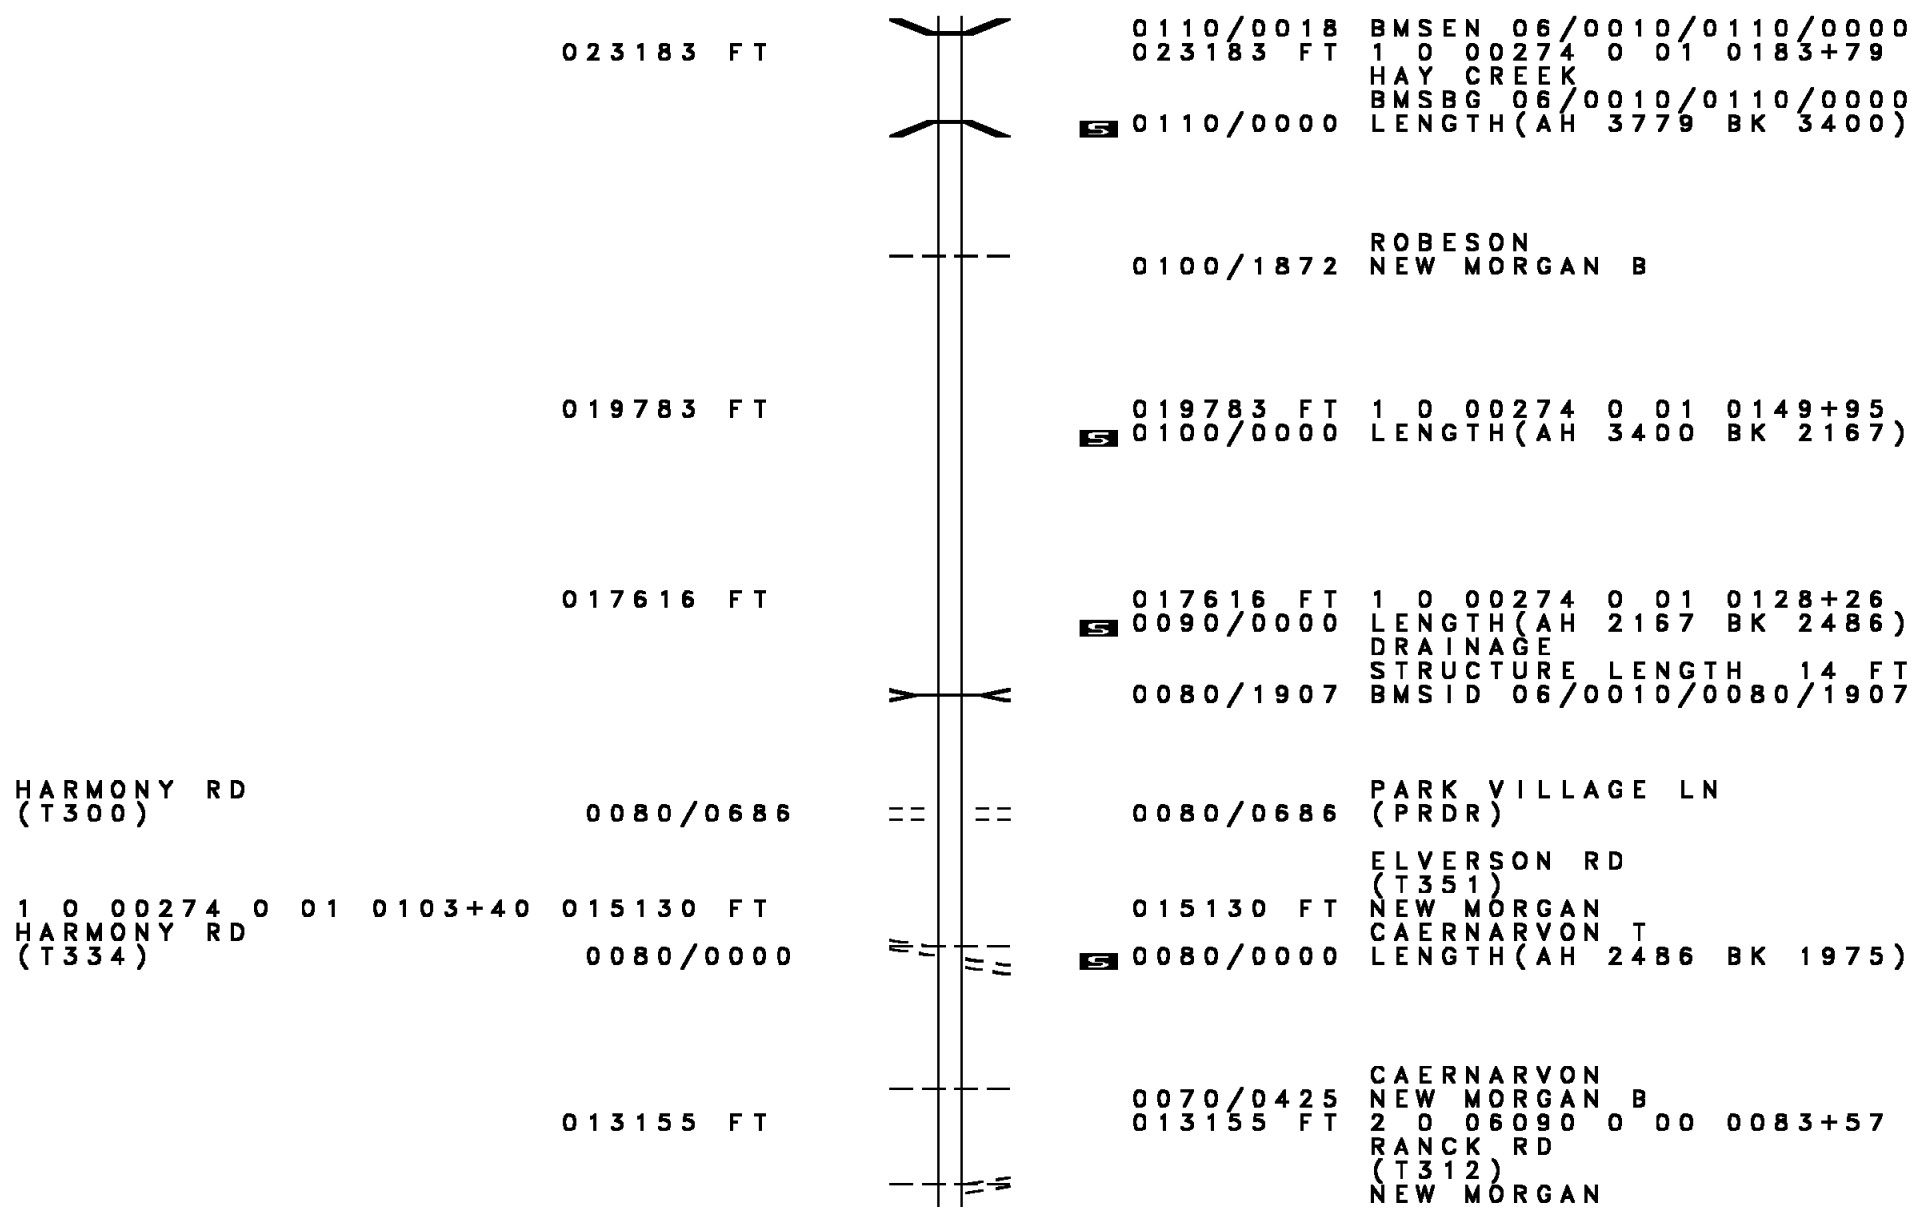 0110/0018 BMSEN 06/0010/0110/0000
023183 FT 023183 FT 1 0 00274 0 01 0183+79
HAY CREEK
BMSBG 06/0010/0110/0000
S 0110/0000 LENGTH(AH 3779 BK 3400)
ROBESON
0100/1872 NEW MORGAN B
019783 FT 019783 FT 1 0 00274 0 01 0149+95
S 0100/0000 LENGTH(AH 3400 BK 2167)
017616 FT 017616 FT 1 0 00274 0 01 0128+26
S 0090/0000 LENGTH(AH 2167 BK 2486)
DRAINAGE
STRUCTURE LENGTH 14 FT
0080/1907 BMSID 06/0010/0080/1907
HARMONY RD PARK VILLAGE LN
(T300) 0080/0686 0080/0686 (PRDR)
ELVERSON RD
(T351)
1 0 00274 0 01 0103+40 015130 FT 015130 FT NEW MORGAN
HARMONY RD CAERNARVON T
(T334) 0080/0000 S 0080/0000 LENGTH(AH 2486 BK 1975)
CAERNARVON
0070/0425 NEW MORGAN B
013155 FT 013155 FT 2 0 06090 0 00 0083+57
RANCK RD
(T312)
NEW MORGAN